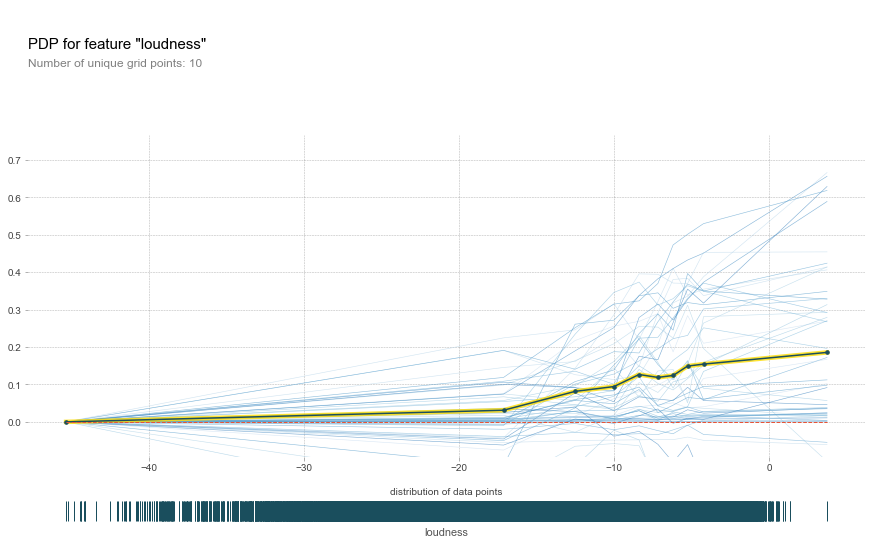 PDP for feature "loudness"
Number of unique grid points: 10
0.7
0.6
0.5
0.4
0.3
0.2
0.1
0.0
−40 −30 −20 −10 0
distribution of data points
loudness